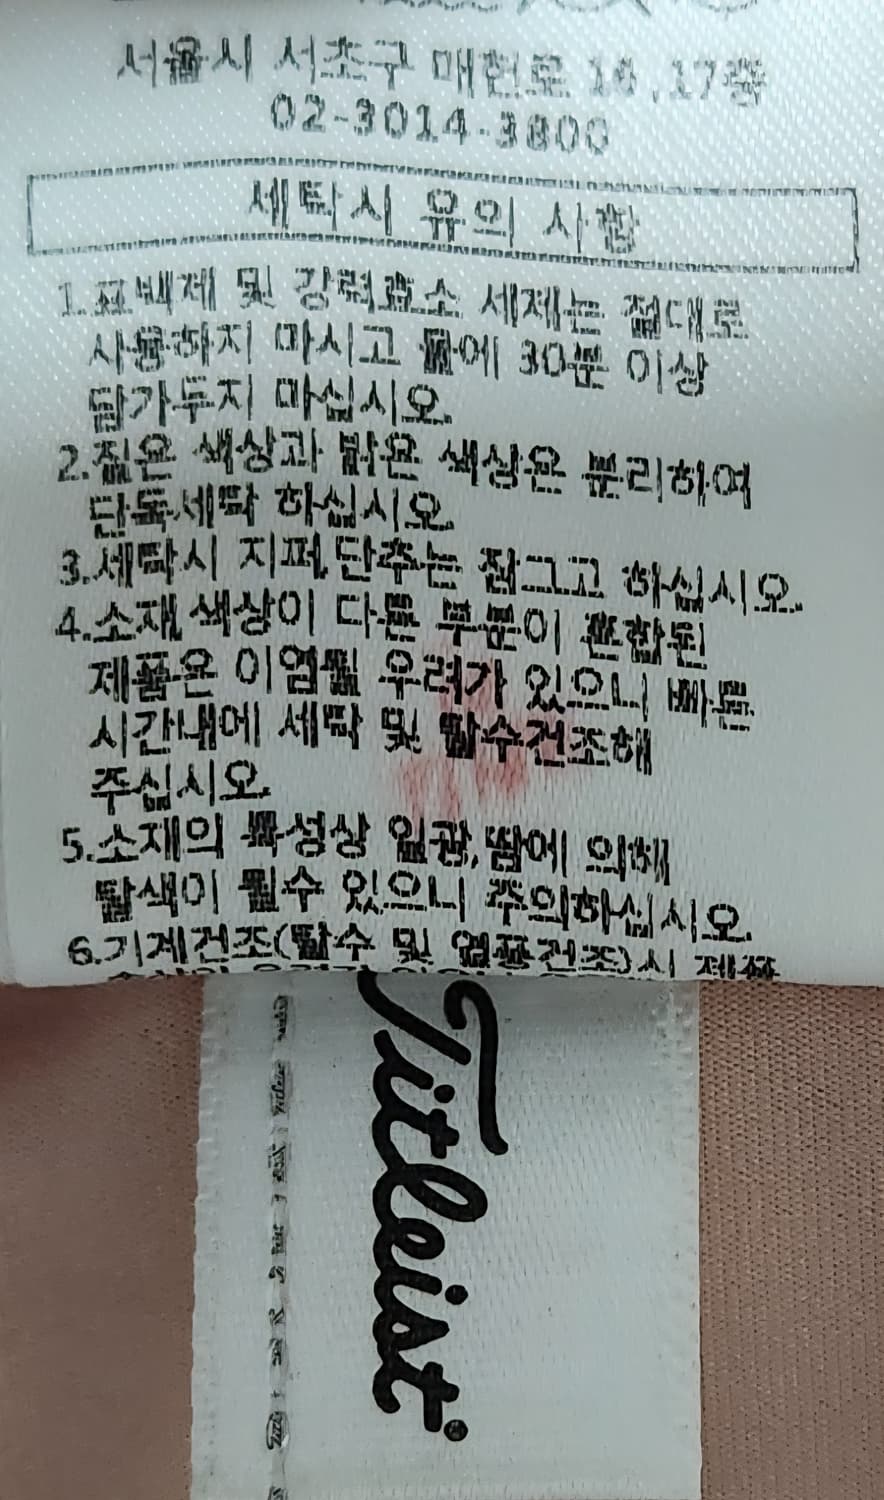 서울시 서초구 매헌로 16,17층
02-3014-3800
세탁시 유의 사항
1.표백제 및 강력효소 세제는 절대로
사용하지 마시고 물에 30분 이상
담가두지 마십시오.
2.짙은 색상과 밝은 색상은 분리하여
단독세탁 하십시오.
3.세탁시 지퍼,단추는 잠그고 하십시오.
4.소재,색상이 다른 부분이 혼합된
제품은 이염될 우려가 있으니 빠른
시간내에 세탁 및 탈수건조해
주십시오.
5.소재의 특성상 일광,땀에 의해
탈색이 될수 있으니 주의하십시오.
6.기계건조(탈수 및 열풍건조)시 제품
Titleist